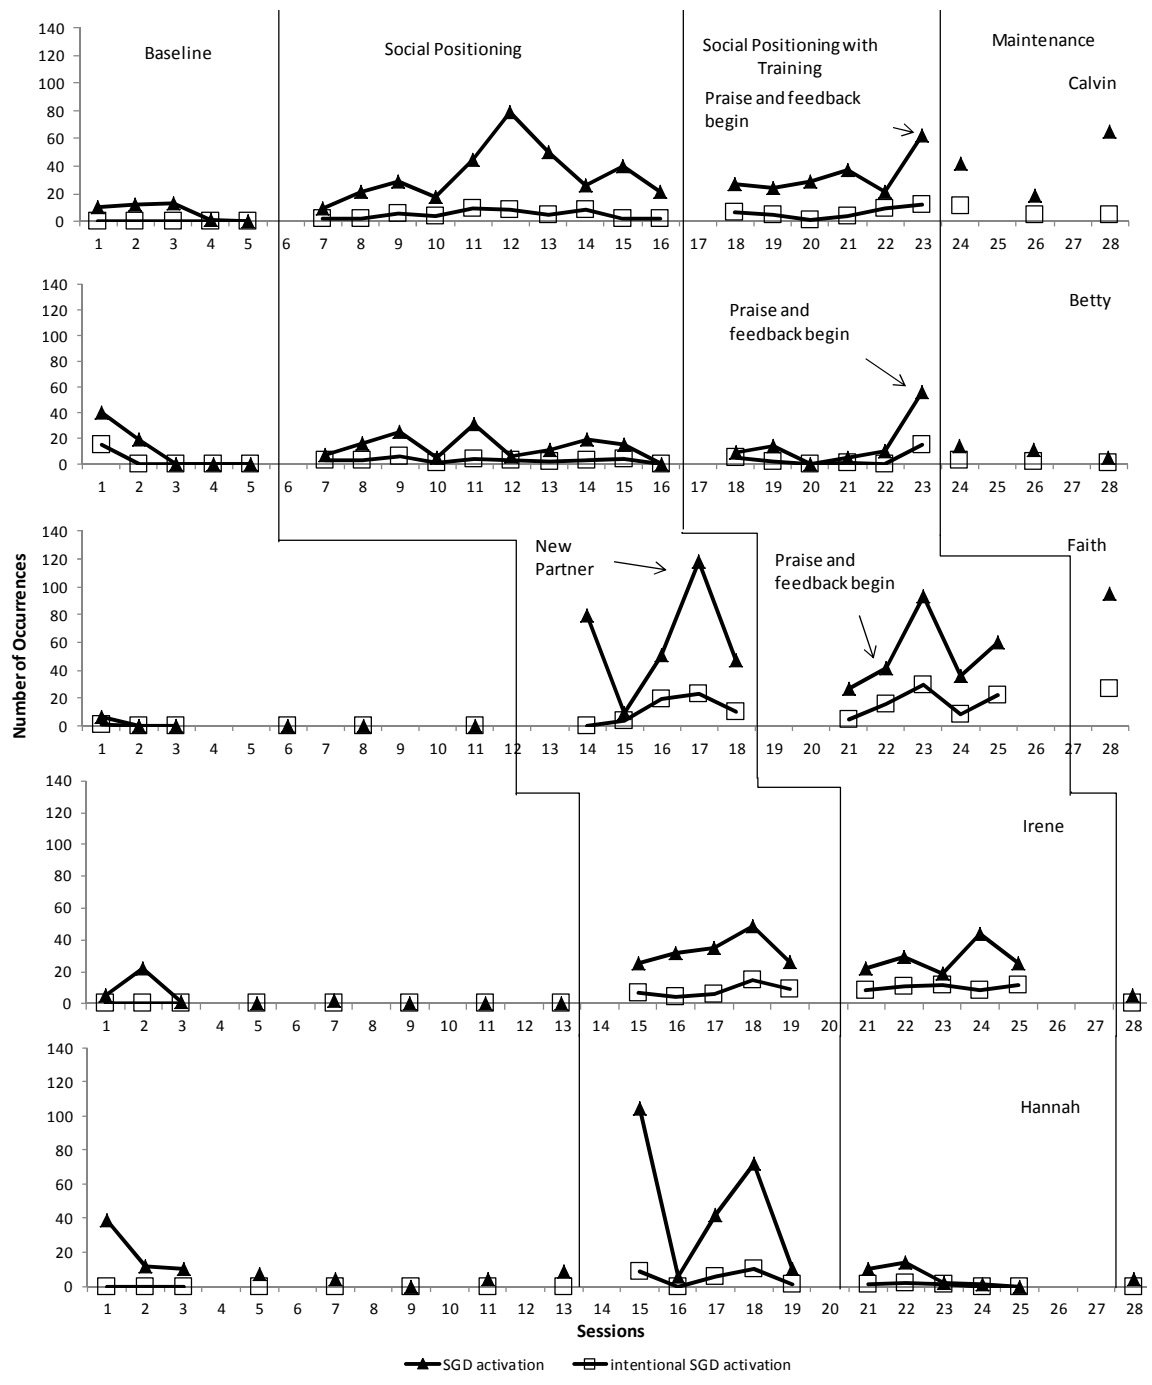 Baseline
Social Positioning
Social Positioning with
Training
Maintenance
Praise and feedback
begin
Calvin
140
120
100
80
60
40
20
0
1 2 3 4 5 6 7 8 9 10 11 12 13 14 15 16 17 18 19 20 21 22 23 24 25 26 27 28
Praise and
feedback begin
Betty
140
120
100
80
60
40
20
0
1 2 3 4 5 6 7 8 9 10 11 12 13 14 15 16 17 18 19 20 21 22 23 24 25 26 27 28
Number of Occurrences
New
Partner
Praise and
feedback begin
Faith
140
120
100
80
60
40
20
0
1 2 3 4 5 6 7 8 9 10 11 12 13 14 15 16 17 18 19 20 21 22 23 24 25 26 27 28
Irene
140
120
100
80
60
40
20
0
1 2 3 4 5 6 7 8 9 10 11 12 13 14 15 16 17 18 19 20 21 22 23 24 25 26 27 28
Hannah
140
120
100
80
60
40
20
0
1 2 3 4 5 6 7 8 9 10 11 12 13 14 15 16 17 18 19 20 21 22 23 24 25 26 27 28
Sessions
SGD activation intentional SGD activation